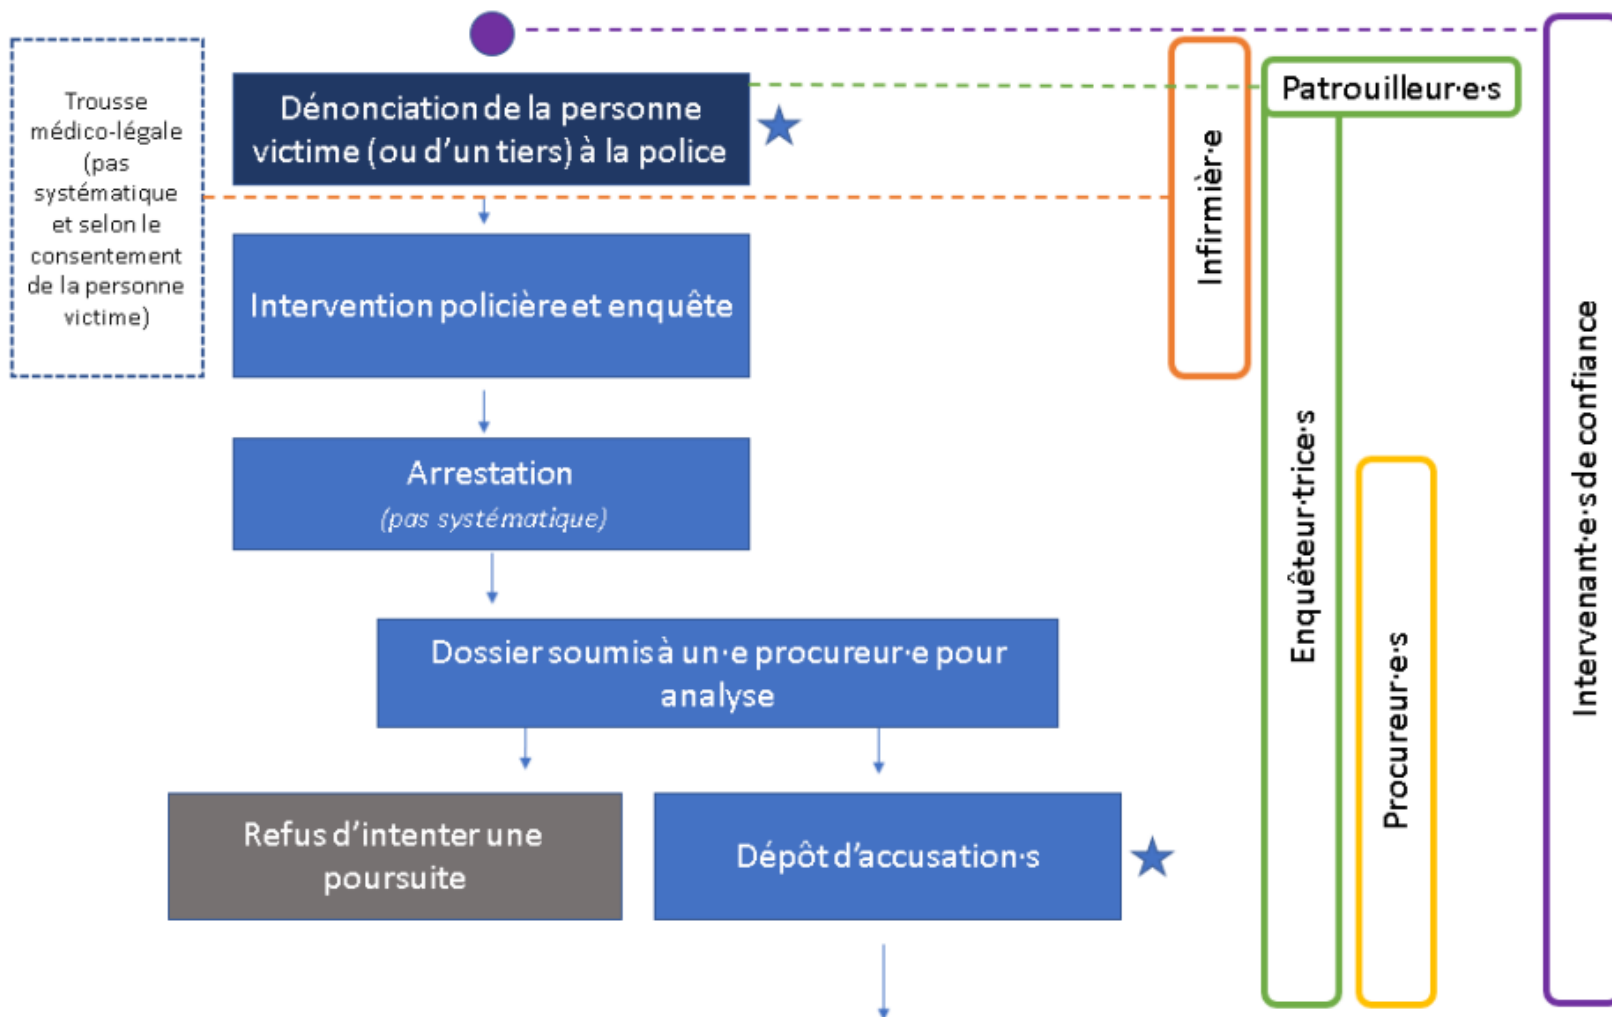 Trousse
médico-légale
(pas
systématique
et selon le
consentement
de la personne
victime)
Dénonciation de la personne
victime (ou d'un tiers) à la police
Intervention policière et enquête
Arrestation
(pas systématique)
Dossier soumis à un·e procureur·e pour
analyse
Refus d'intenter une
poursuite
Dépôt d'accusation·s
Infirmièr·e
Patrouilleur·e·s
Enquêteur·trice·s
Procureur·e·s
Intervenant·e·s de confiance